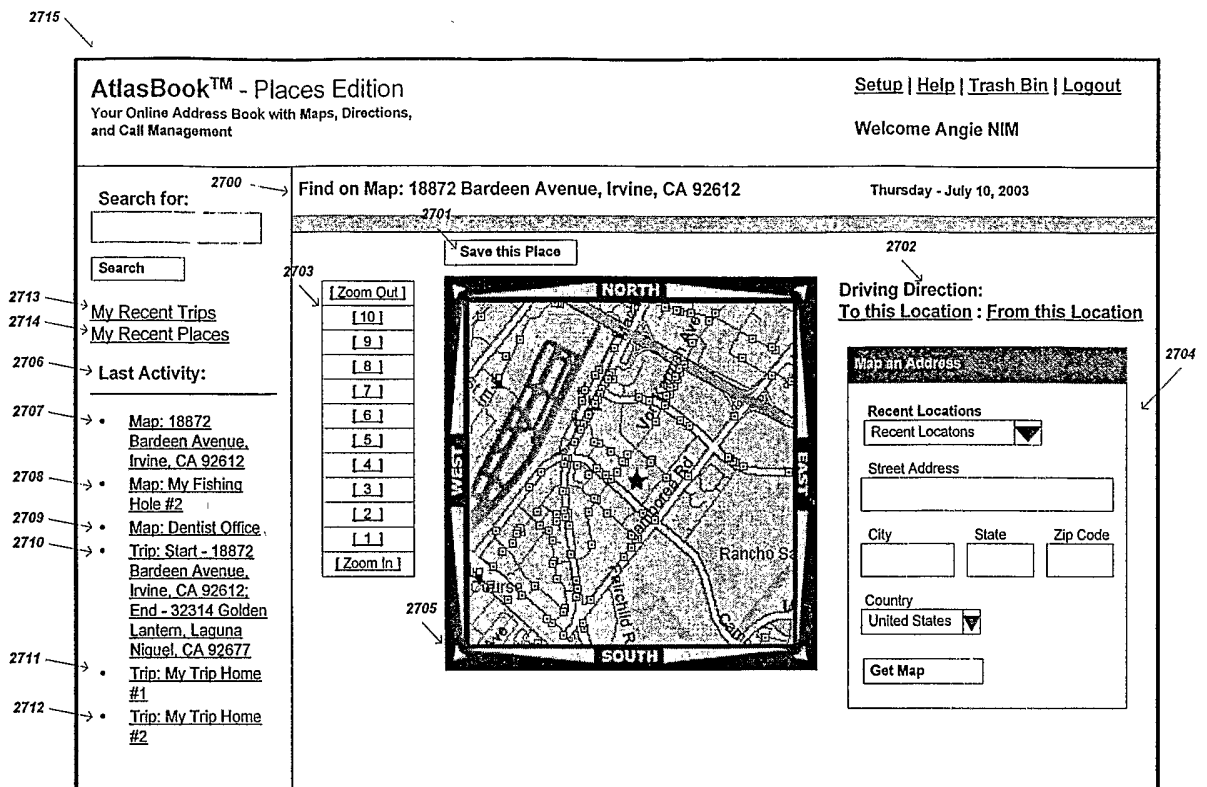 2715
AtlasBook™ - Places Edition
Your Online Address Book with Maps, Directions,
and Call Management
Setup | Help | Trash Bin | Logout
Welcome Angie NIM
2700
Find on Map: 18872 Bardeen Avenue, Irvine, CA 92612
Thursday - July 10, 2003
Search for:
Search
2713
My Recent Trips
2714
My Recent Places
2706
Last Activity:
2707
• Map: 18872
Bardeen Avenue,
Irvine, CA 92612
2708
• Map: My Fishing
Hole #2
2709
• Map: Dentist Office
2710
• Trip: Start - 18872
Bardeen Avenue,
Irvine, CA 92612;
End - 32314 Golden
Lantern, Laguna
Niguel, CA 92677
2711
• Trip: My Trip Home
#1
2712
• Trip: My Trip Home
#2
2701
Save this Place
2703
[ Zoom Out ]
[ 10 ]
[ 9 ]
[ 8 ]
[ 7 ]
[ 6 ]
[ 5 ]
[ 4 ]
[ 3 ]
[ 2 ]
[ 1 ]
[ Zoom In ]
2705
NORTH
WEST
EAST
SOUTH
Ave
Rd
Rancho Sa
Course
Fairchild R
Cam
Ave
2702
Driving Direction:
To this Location : From this Location
2704
Map an Address
Recent Locations
Recent Locatons
Street Address
City
State
Zip Code
Country
United States
Get Map